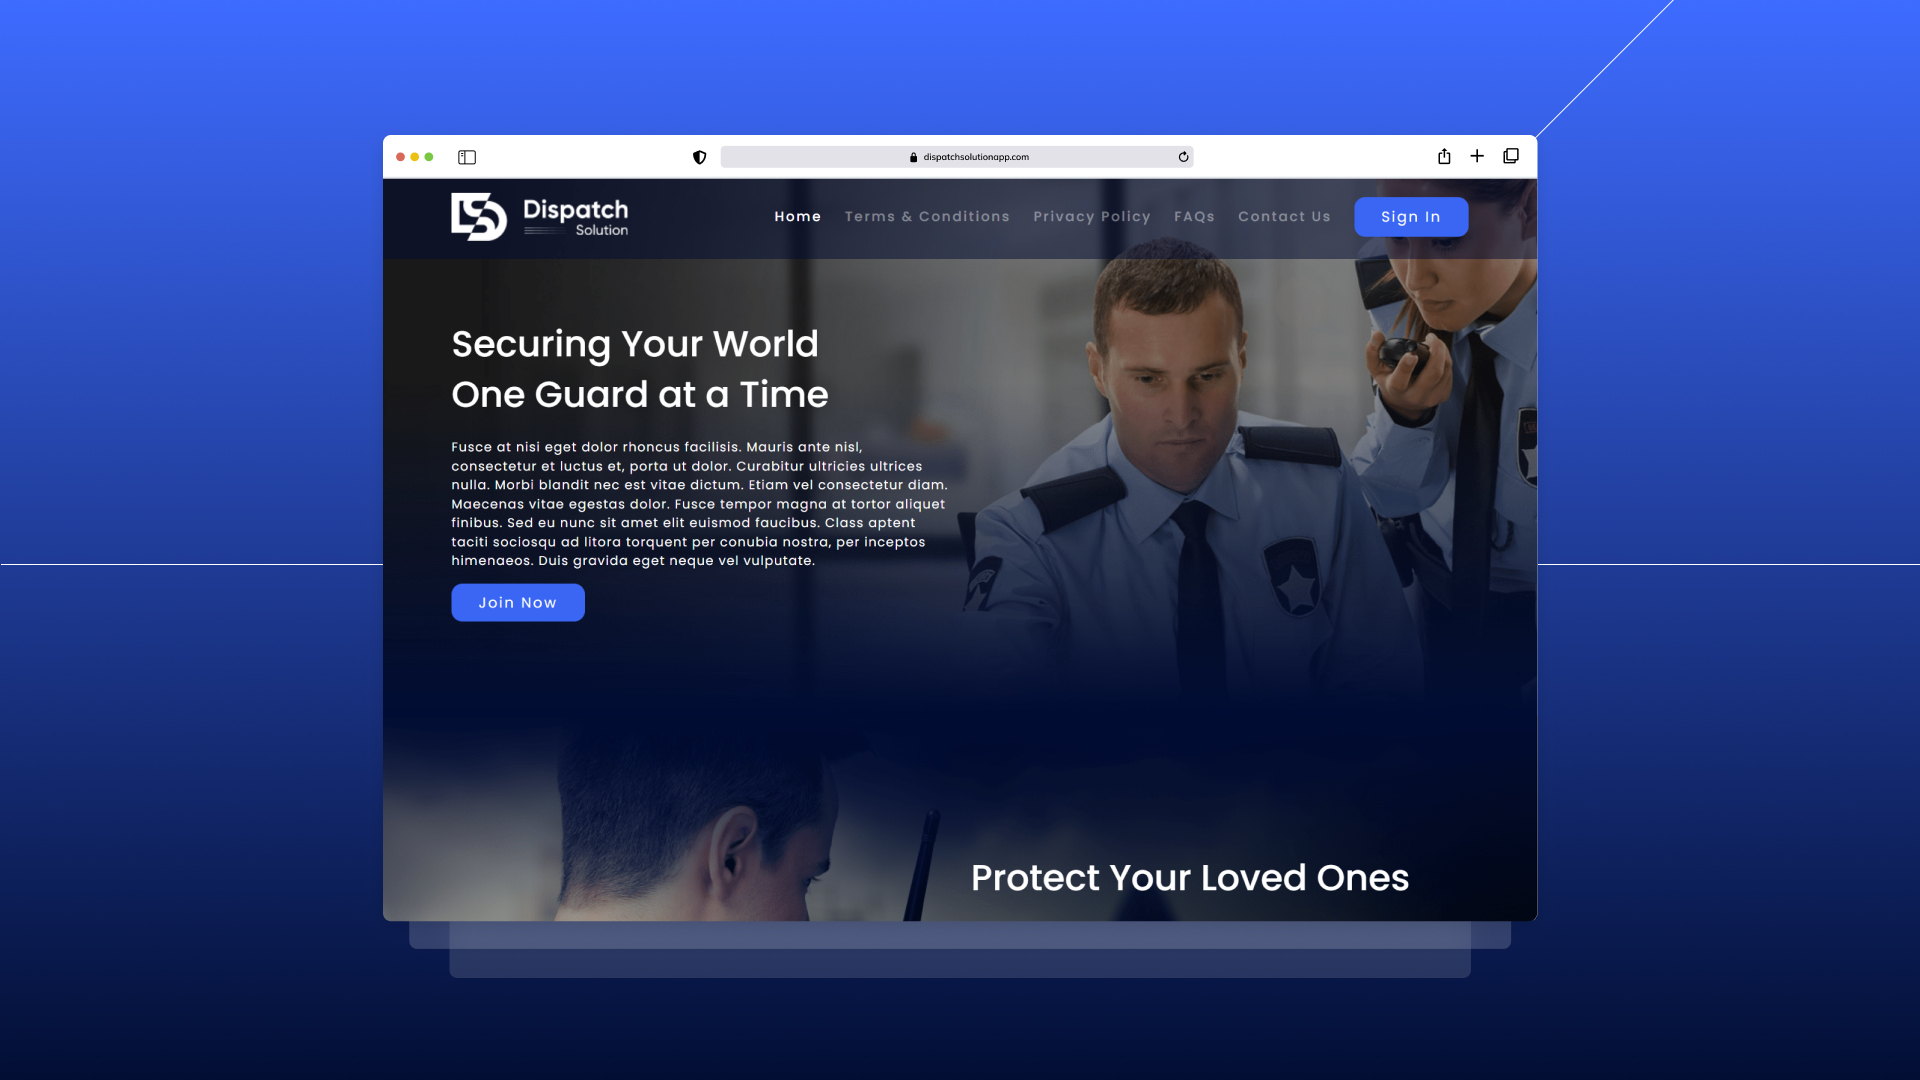 dispatchsolutionapp.com
Dispatch
Solution
Home Terms & Conditions Privacy Policy FAQs Contact Us Sign In
Securing Your World
One Guard at a Time
Fusce at nisi eget dolor rhoncus facilisis. Mauris ante nisl,
consectetur et luctus et, porta ut dolor. Curabitur ultricies ultrices
nulla. Morbi blandit nec est vitae dictum. Etiam vel consectetur diam.
Maecenas vitae egestas dolor. Fusce tempor magna at tortor aliquet
finibus. Sed eu nunc sit amet elit euismod faucibus. Class aptent
taciti sociosqu ad litora torquent per conubia nostra, per inceptos
himenaeos. Duis gravida eget neque vel vulputate.
Join Now
Protect Your Loved Ones